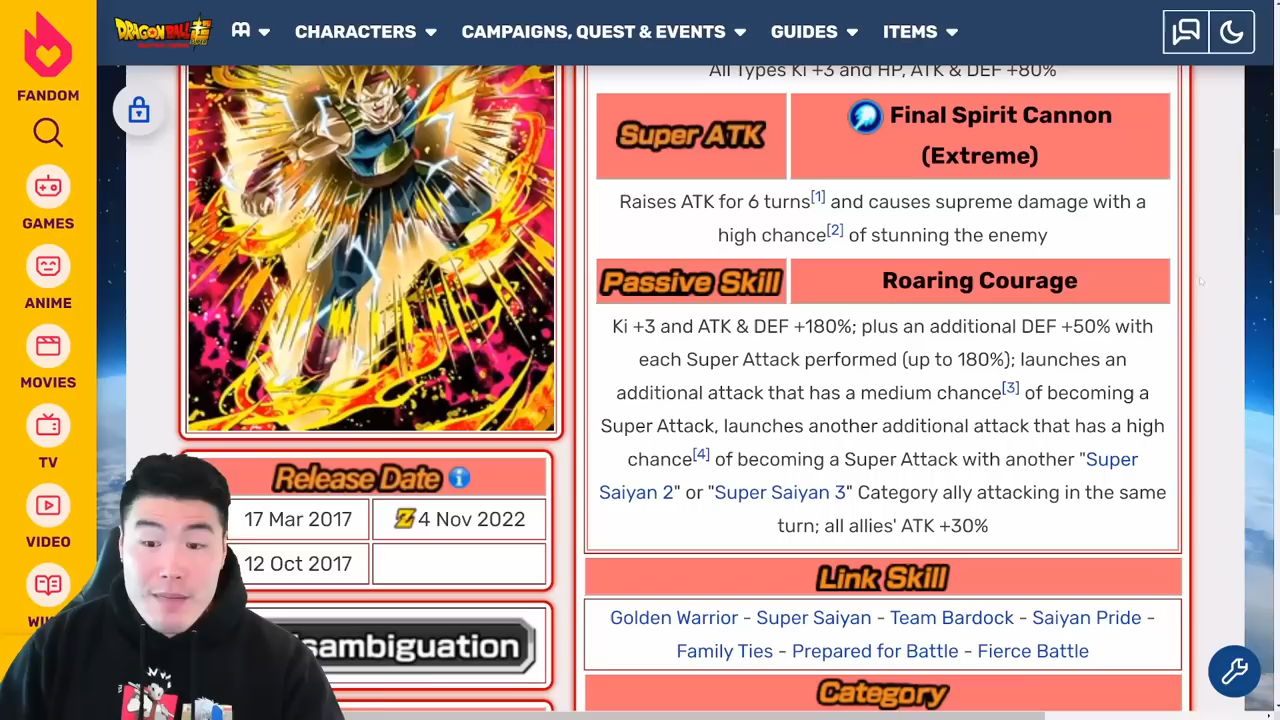 FANDOM
GAMES
ANIME
MOVIES
TV
VIDEO
WI
DRAGON BALL
CHARACTERS
CAMPAIGNS, QUEST & EVENTS
GUIDES
ITEMS
All Types Ki +3 and HP, ATK & DEF +80%
Super ATK
Final Spirit Cannon
(Extreme)
Raises ATK for 6 turns[1] and causes supreme damage with a
high chance[2] of stunning the enemy
Passive Skill
Roaring Courage
Ki +3 and ATK & DEF +180%; plus an additional DEF +50% with
each Super Attack performed (up to 180%); launches an
additional attack that has a medium chance[3] of becoming a
Super Attack, launches another additional attack that has a high
chance[4] of becoming a Super Attack with another "Super
Saiyan 2" or "Super Saiyan 3" Category ally attacking in the same
turn; all allies' ATK +30%
Link Skill
Golden Warrior - Super Saiyan - Team Bardock - Saiyan Pride -
Family Ties - Prepared for Battle - Fierce Battle
Category
Release Date
17 Mar 2017
Z 4 Nov 2022
12 Oct 2017
sambiguation